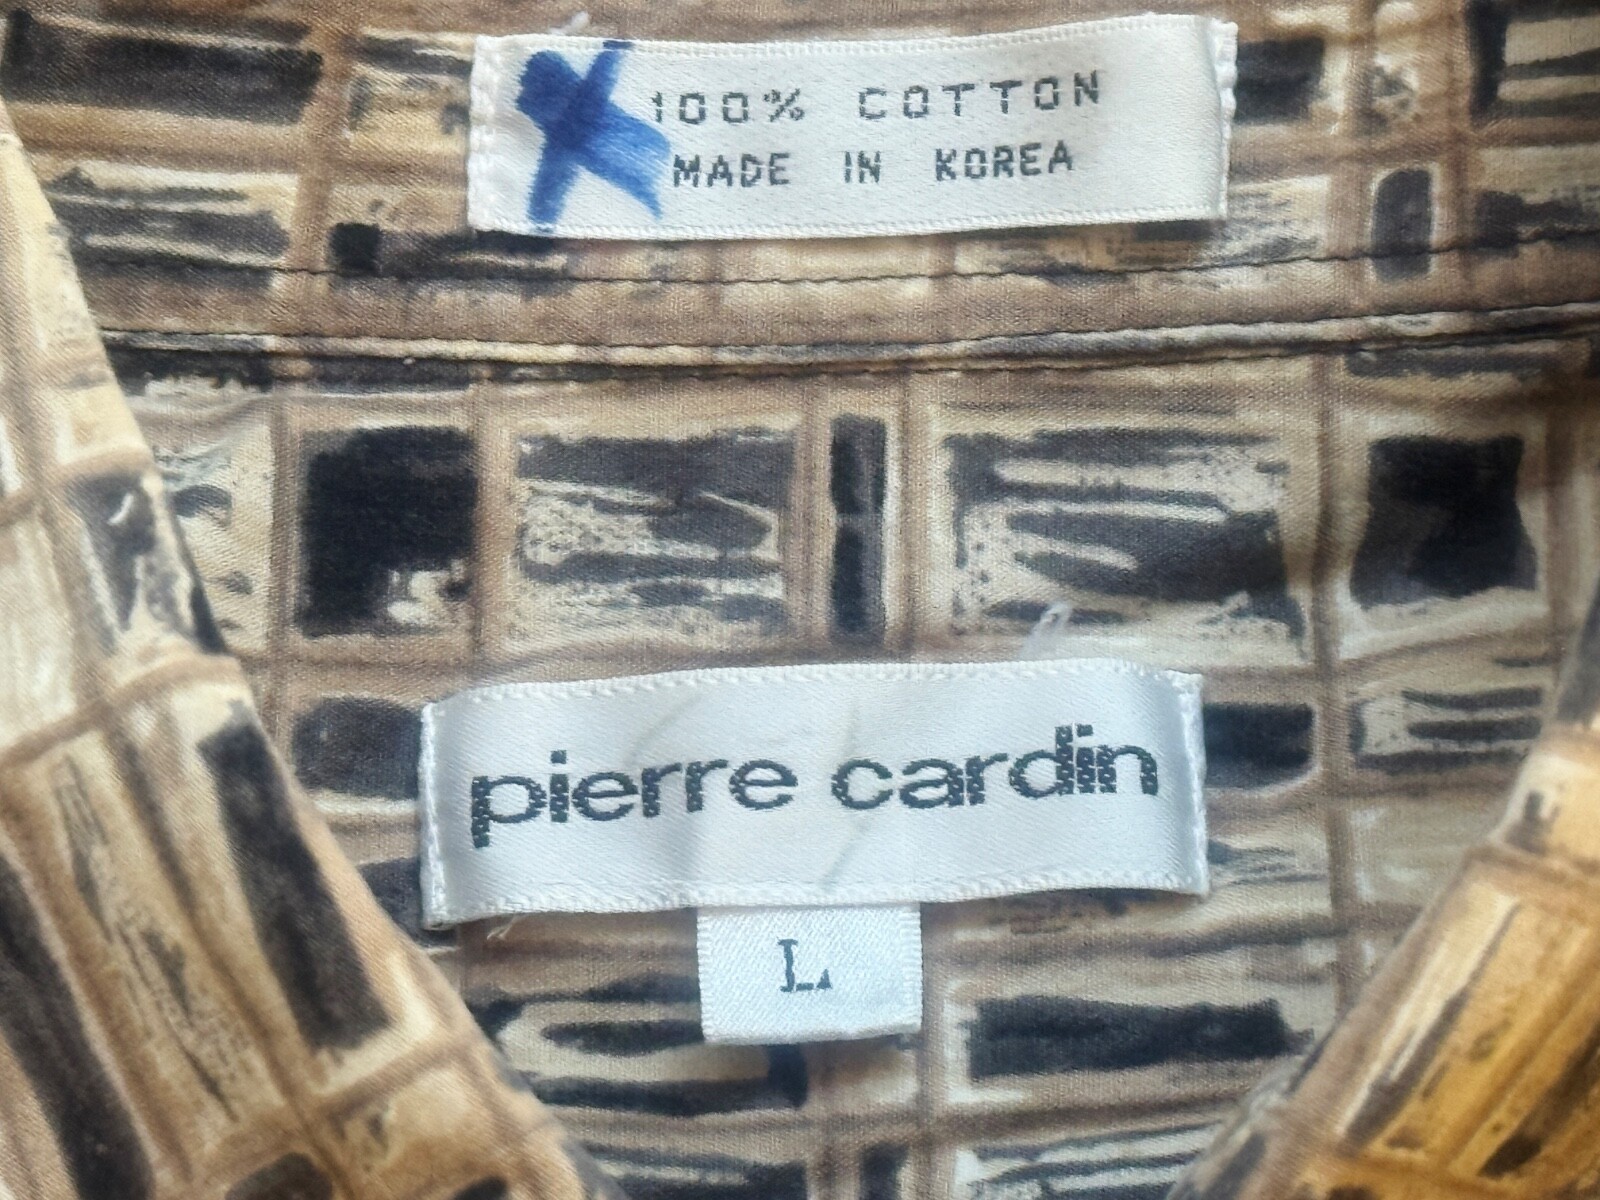 100% COTTON
MADE IN KOREA
pierre cardin
L